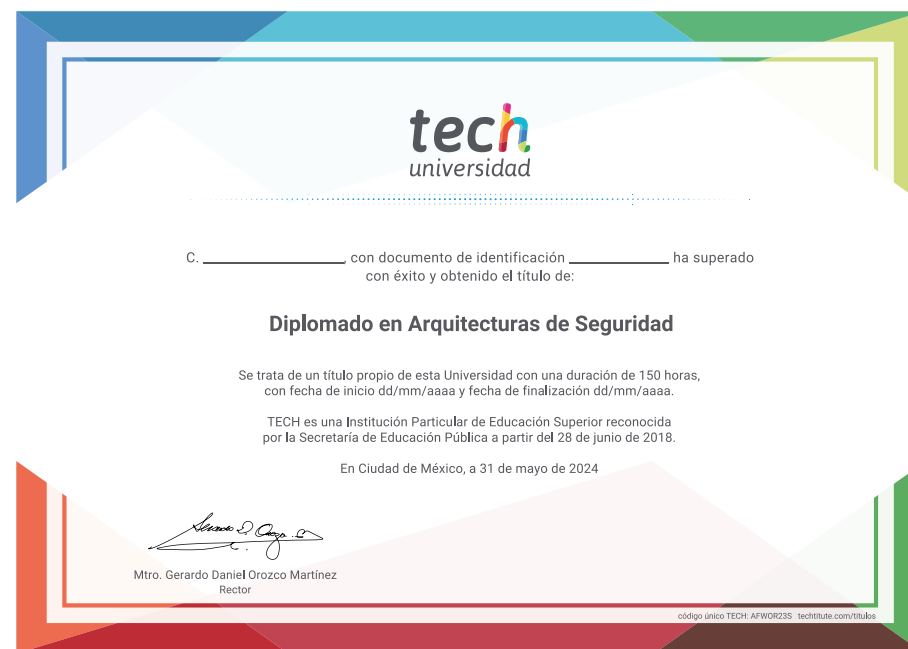 tech
universidad
C. ____________, con documento de identificación ____________ ha superado
con éxito y obtenido el título de:
Diplomado en Arquitecturas de Seguridad
Se trata de un título propio de esta Universidad con una duración de 150 horas,
con fecha de inicio dd/mm/aaaa y fecha de finalización dd/mm/aaaa.
TECH es una Institución Particular de Educación Superior reconocida
por la Secretaría de Educación Pública a partir del 28 de junio de 2018.
En Ciudad de México, a 31 de mayo de 2024
Mtro. Gerardo Daniel Orozco Martínez
Rector
código único TECH: AFWOR23S techtitute.com/titulos